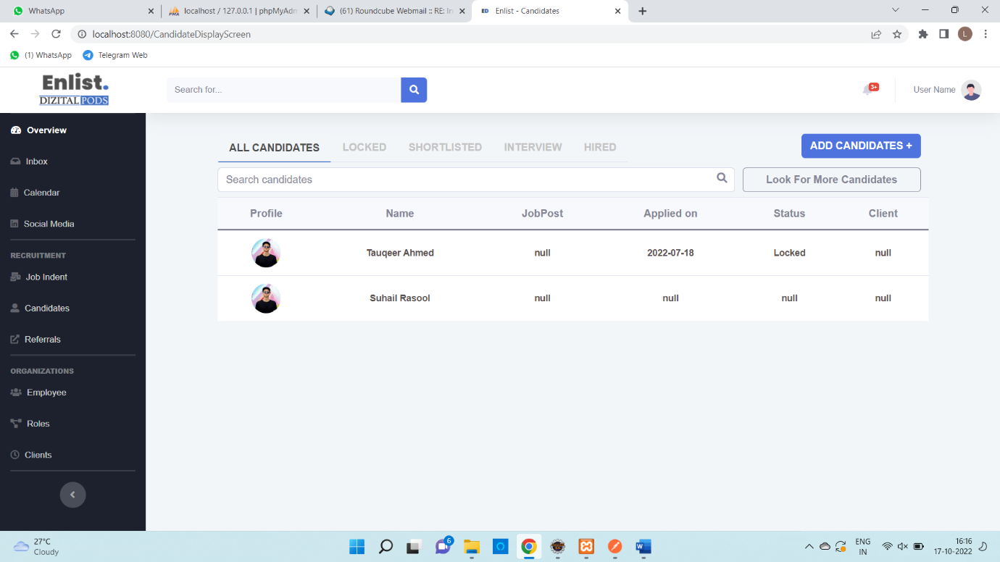 WhatsApp
localhost / 127.0.0.1 | phpMyAdm
(61) Roundcube Webmail :: RE: In
ED Enlist - Candidates
localhost:8080/CandidateDisplayScreen
L
(1) WhatsApp
Telegram Web
Enlist.
DIZITALPODS
Search for...
3+
User Name
Overview
Inbox
Calendar
Social Media
RECRUITMENT
Job Indent
Candidates
Referrals
ORGANIZATIONS
Employee
Roles
Clients
ALL CANDIDATES LOCKED SHORTLISTED INTERVIEW HIRED
ADD CANDIDATES +
Search candidates
Look For More Candidates
Profile Name JobPost Applied on Status Client
Tauqeer Ahmed null 2022-07-18 Locked null
Suhail Rasool null null null null
27°C
Cloudy
6
W
ENG
IN
16:16
17-10-2022